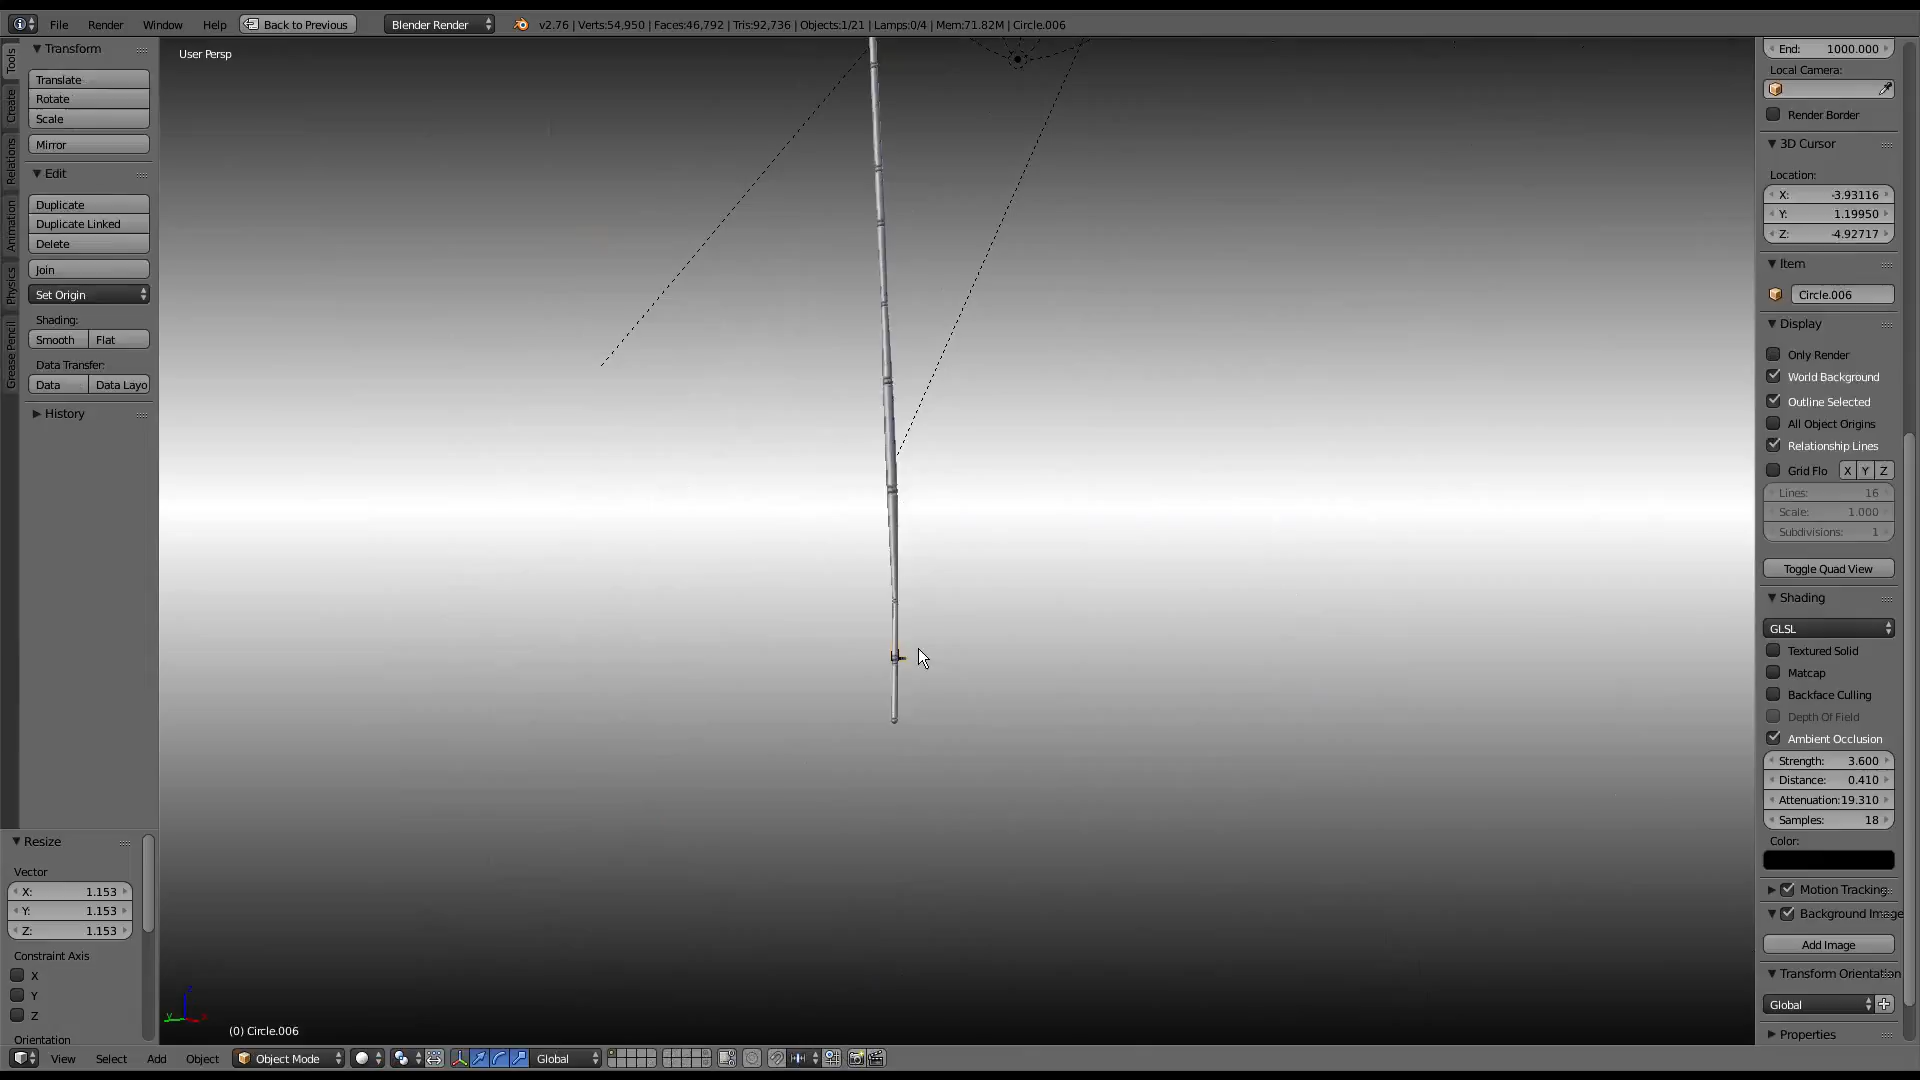 File Render Window Help Back to Previous Blender Render v2.76 | Verts:54,950 | Faces:46,792 | Tris:92,736 | Objects:1/21 | Lamps:0/4 | Mem:71.82M | Circle.006
Tools
Create
Relations
Animation
Physics
Grease Pencil
Transform
Translate
Rotate
Scale
Mirror
Edit
Duplicate
Duplicate Linked
Delete
Join
Set Origin
Shading:
Smooth Flat
Data Transfer:
Data Data Layo
History
Resize
Vector
X: 1.153
Y: 1.153
Z: 1.153
Constraint Axis
X
Y
Z
Orientation
User Persp
(0) Circle.006
End: 1000.000
Local Camera:
Render Border
3D Cursor
Location:
X: -3.93116
Y: 1.19950
Z: -4.92717
Item
Circle.006
Display
Only Render
World Background
Outline Selected
All Object Origins
Relationship Lines
Grid Flo X Y Z
Lines: 16
Scale: 1.000
Subdivisions: 1
Toggle Quad View
Shading
GLSL
Textured Solid
Matcap
Backface Culling
Depth Of Field
Ambient Occlusion
Strength: 3.600
Distance: 0.410
Attenuation:19.310
Samples: 18
Color:
Motion Tracking
Background Image
Add Image
Transform Orientation
Global
Properties
View Select Add Object Object Mode Global